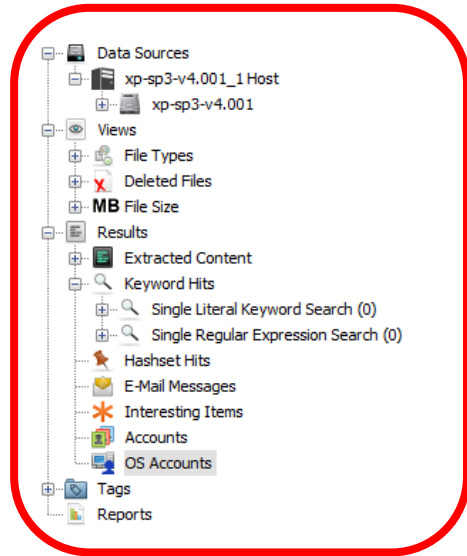 Data Sources
xp-sp3-v4.001_1 Host
xp-sp3-v4.001
Views
File Types
Deleted Files
MB File Size
Results
Extracted Content
Keyword Hits
Single Literal Keyword Search (0)
Single Regular Expression Search (0)
Hashset Hits
E-Mail Messages
Interesting Items
Accounts
OS Accounts
Tags
Reports